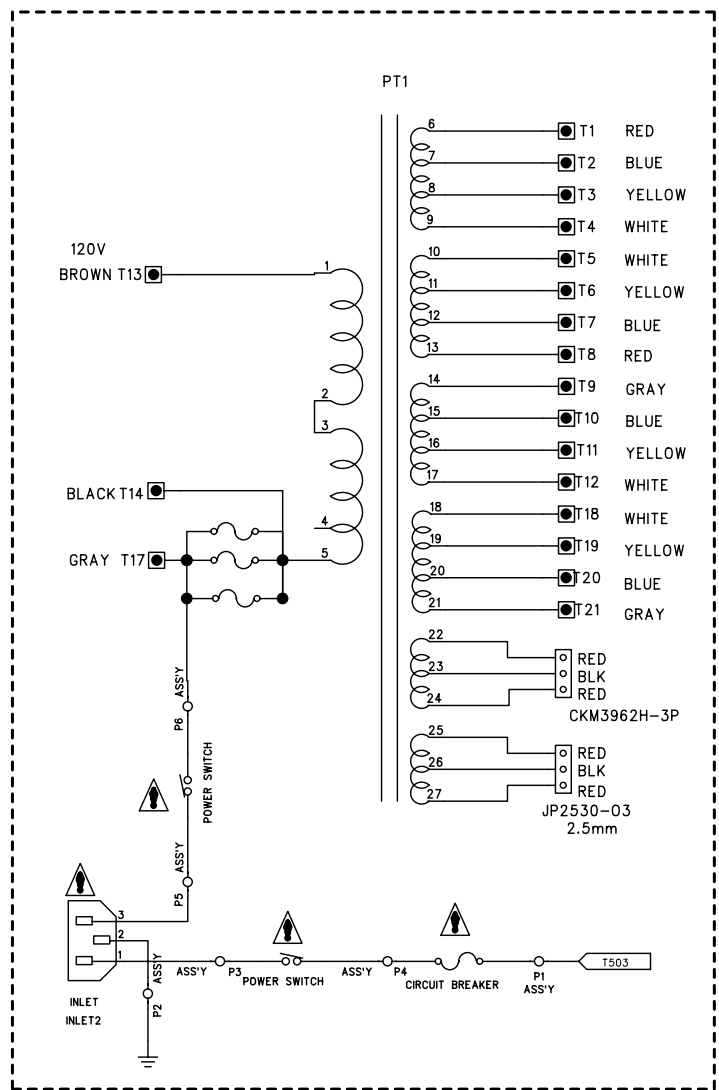 PT1
6 T1 RED
7 T2 BLUE
8 T3 YELLOW
9 T4 WHITE
10 T5 WHITE
120V
BROWN T13 1
11 T6 YELLOW
12 T7 BLUE
13 T8 RED
14 T9 GRAY
2
15 T10 BLUE
3
16 T11 YELLOW
17 T12 WHITE
BLACK T14
18 T18 WHITE
4
19 T19 YELLOW
GRAY T17 5
20 T20 BLUE
21 T21 GRAY
22
RED
23 BLK
24 RED
CKM3962H-3P
25
RED
26 BLK
27 RED
JP2530-03
2.5mm
ASS'Y
P6
POWER SWITCH
ASS'Y
P5
3
2
1
INLET
INLET2
ASS'Y
P2
ASS'Y P3 POWER SWITCH ASS'Y P4 CIRCUIT BREAKER P1
ASS'Y
T503